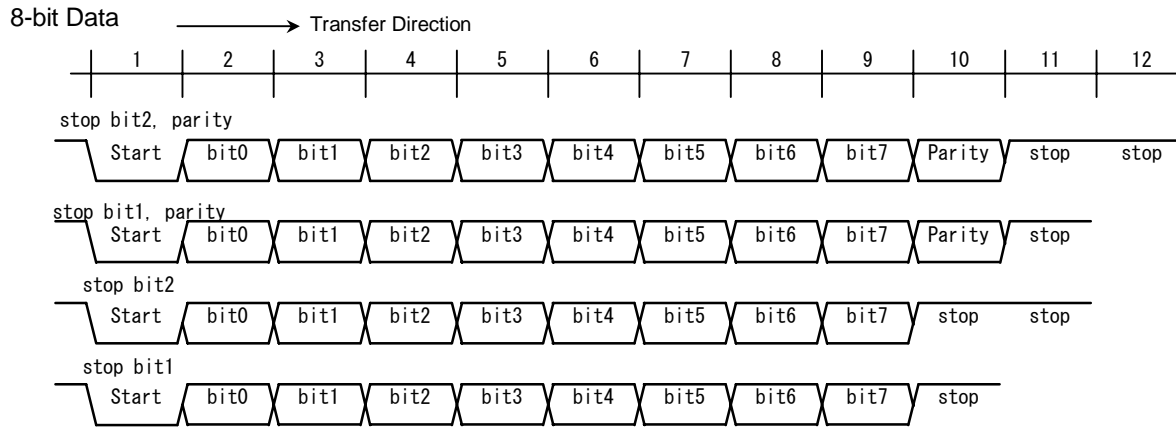 8-bit Data
Transfer Direction
1 2 3 4 5 6 7 8 9 10 11 12
stop bit2, parity
Start bit0 bit1 bit2 bit3 bit4 bit5 bit6 bit7 Parity stop stop
stop bit1, parity
Start bit0 bit1 bit2 bit3 bit4 bit5 bit6 bit7 Parity stop
stop bit2
Start bit0 bit1 bit2 bit3 bit4 bit5 bit6 bit7 stop stop
stop bit1
Start bit0 bit1 bit2 bit3 bit4 bit5 bit6 bit7 stop